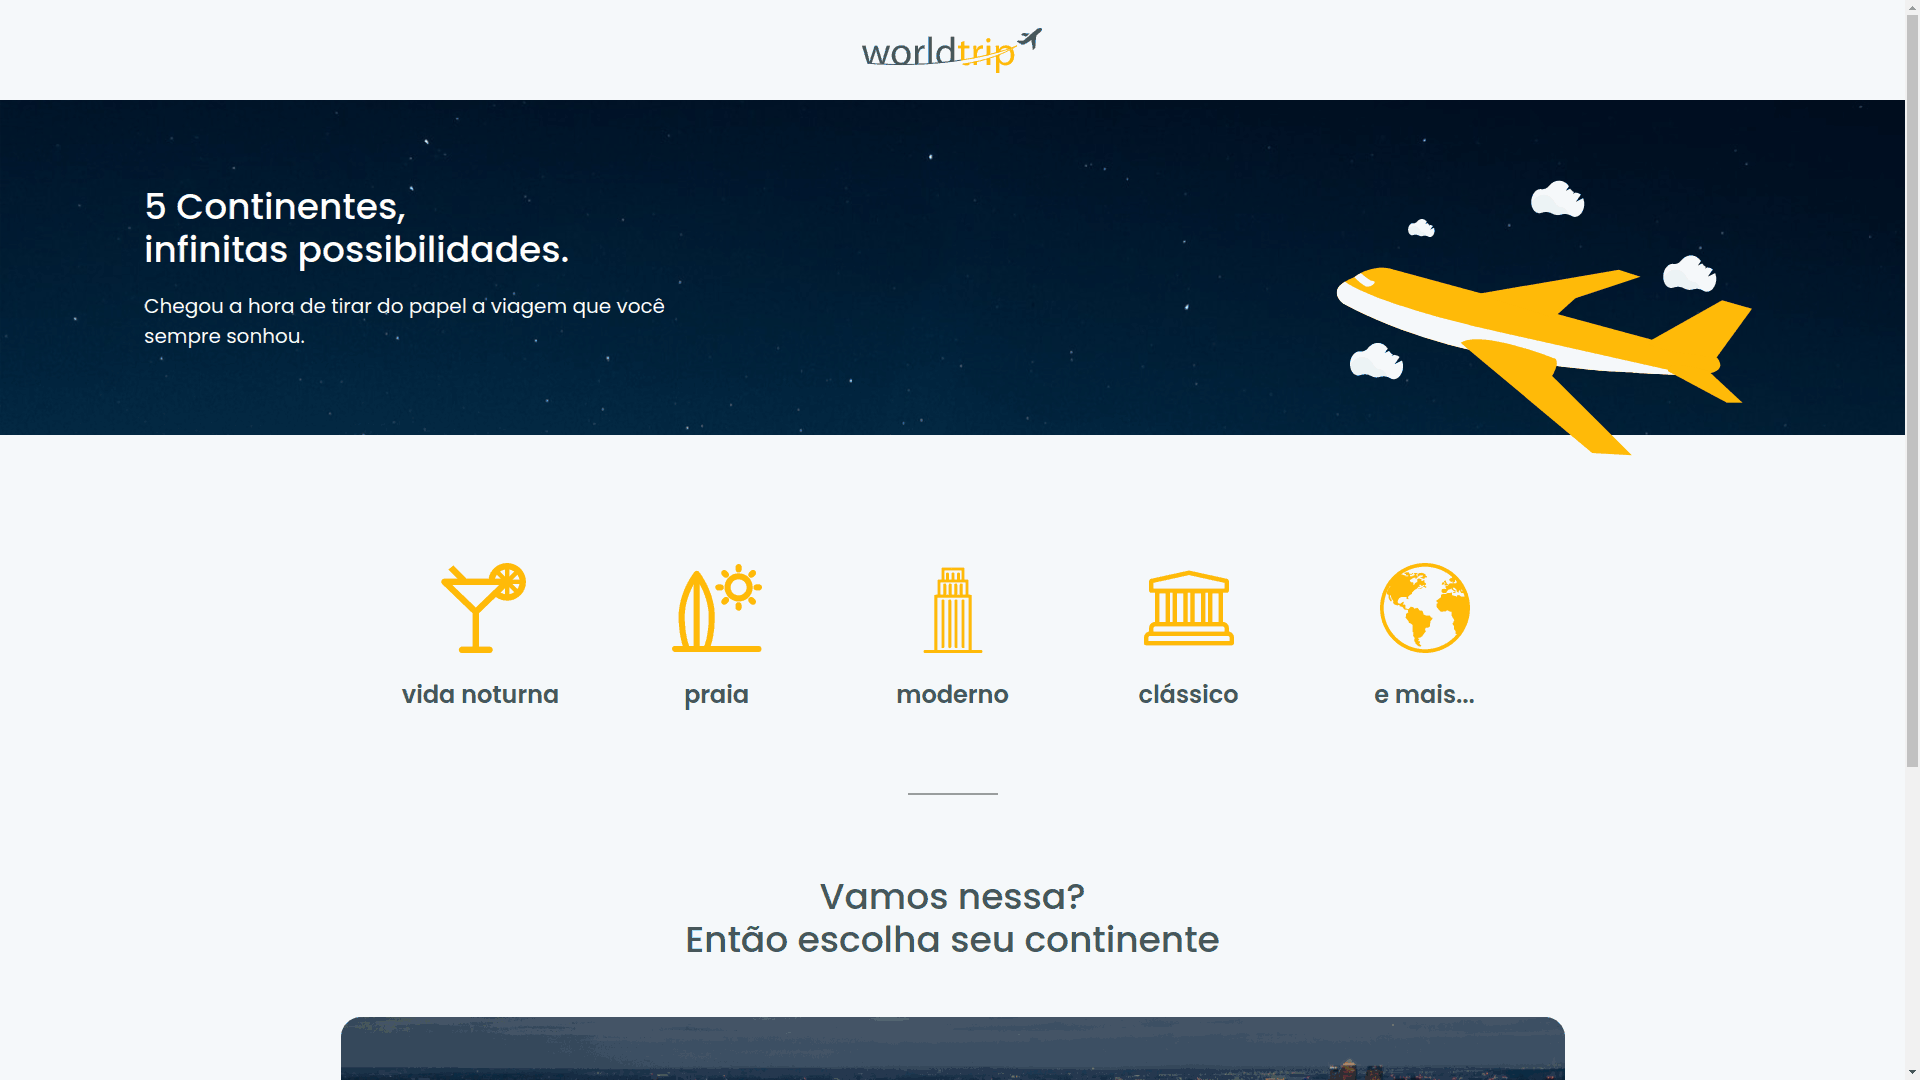 worldtrip
5 Continentes,
infinitas possibilidades.
Chegou a hora de tirar do papel a viagem que você
sempre sonhou.
vida noturna
praia
moderno
clássico
e mais...
Vamos nessa?
Então escolha seu continente